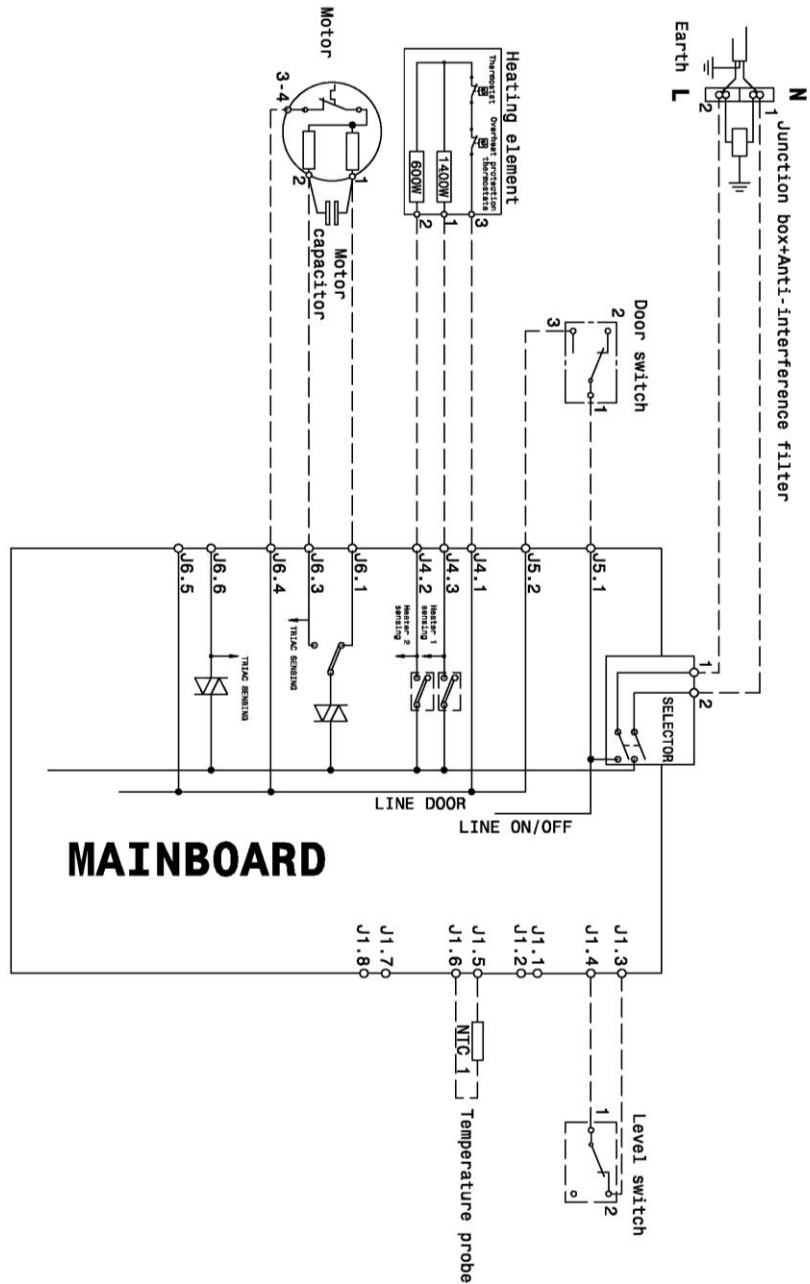 N
L
Earth
1
2
Junction box+Anti-interference filter
Heating element
Thermostat
Overheat protection
thermostats
1400W
600W
3
1
2
Motor
3-4
1
2
Motor
capacitor
Door switch
2
3
1
J5.1
J5.2
J4.1
J4.3
J4.2
J6.1
J6.3
J6.4
J6.6
J6.5
Heater 1
sensing
Heater 2
sensing
TRIAC SENSING
TRIAC SENSING
1
2
SELECTOR
LINE DOOR
LINE ON/OFF
MAINBOARD
J1.3
J1.4
J1.1
J1.2
J1.5
J1.6
J1.7
J1.8
NTC 1
Temperature probe
Level switch
1
2